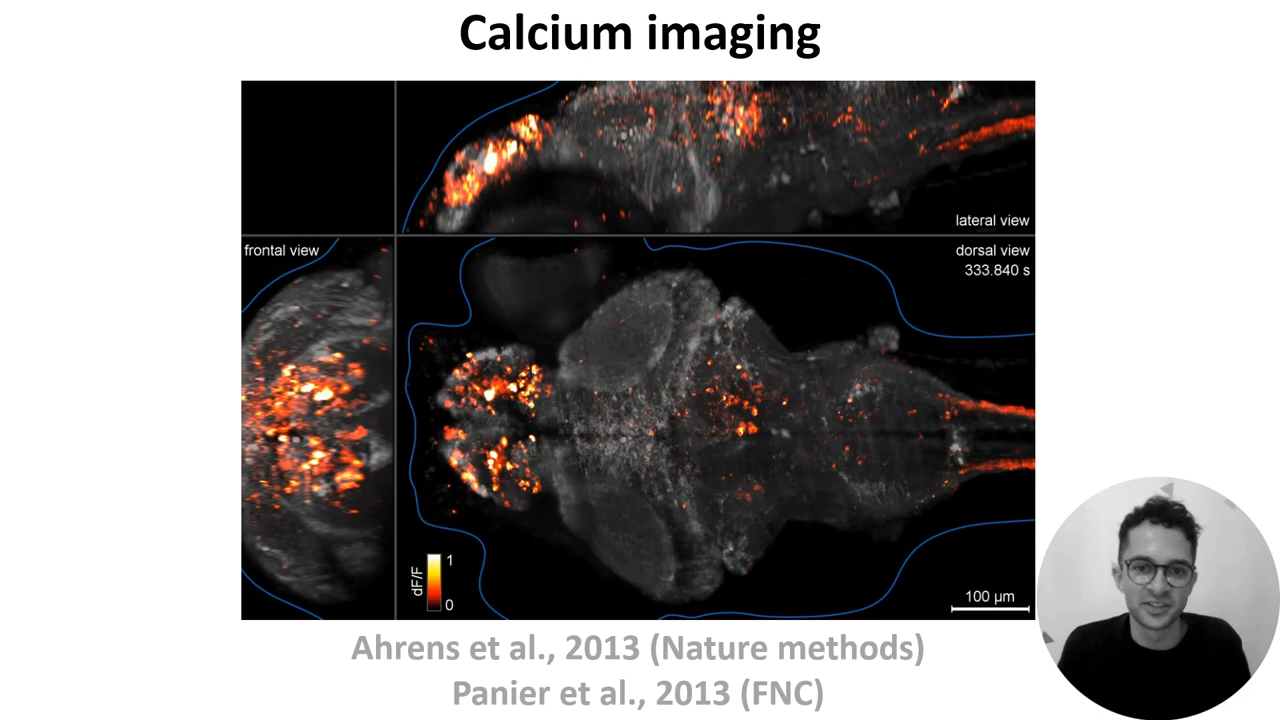 Calcium imaging
lateral view
frontal view
dorsal view
333.840 s
dF/F
1
0
100 µm
Ahrens et al., 2013 (Nature methods)
Panier et al., 2013 (FNC)